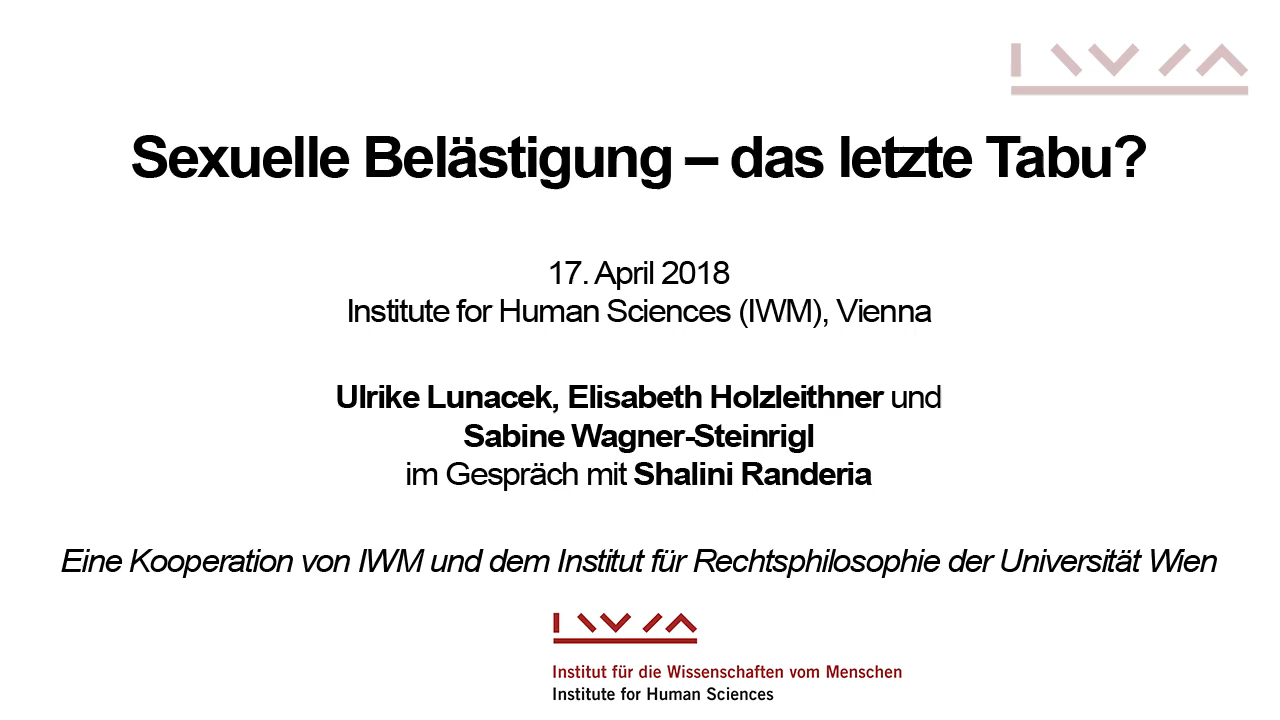 Sexuelle Belästigung – das letzte Tabu?
17. April 2018
Institute for Human Sciences (IWM), Vienna
Ulrike Lunacek, Elisabeth Holzleithner und
Sabine Wagner-Steinrigl
im Gespräch mit Shalini Randeria
Eine Kooperation von IWM und dem Institut für Rechtsphilosophie der Universität Wien
Institut für die Wissenschaften vom Menschen
Institute for Human Sciences